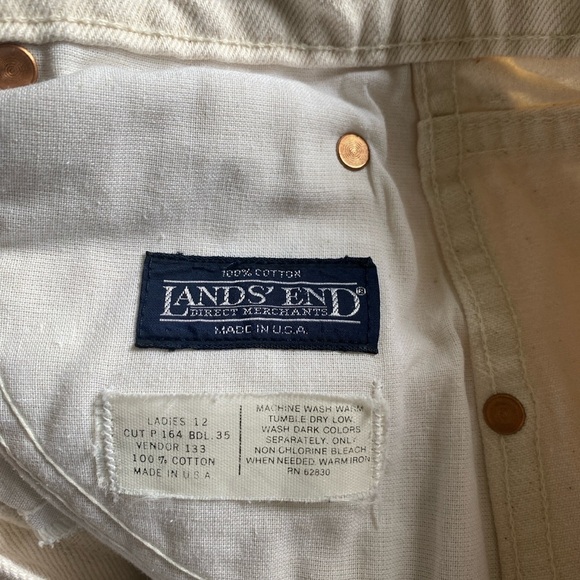 100% COTTON
LANDS' END®
DIRECT MERCHANTS
MADE IN U.S.A.
LADIES 12
CUT P 164 BDL. 35
VENDOR 133
100% COTTON
MADE IN U.S.A
MACHINE WASH WARM
TUMBLE DRY LOW
WASH DARK COLORS
SEPARATELY. ONLY
NON CHLORINE BLEACH
WHEN NEEDED. WARM IRON
RN 62830